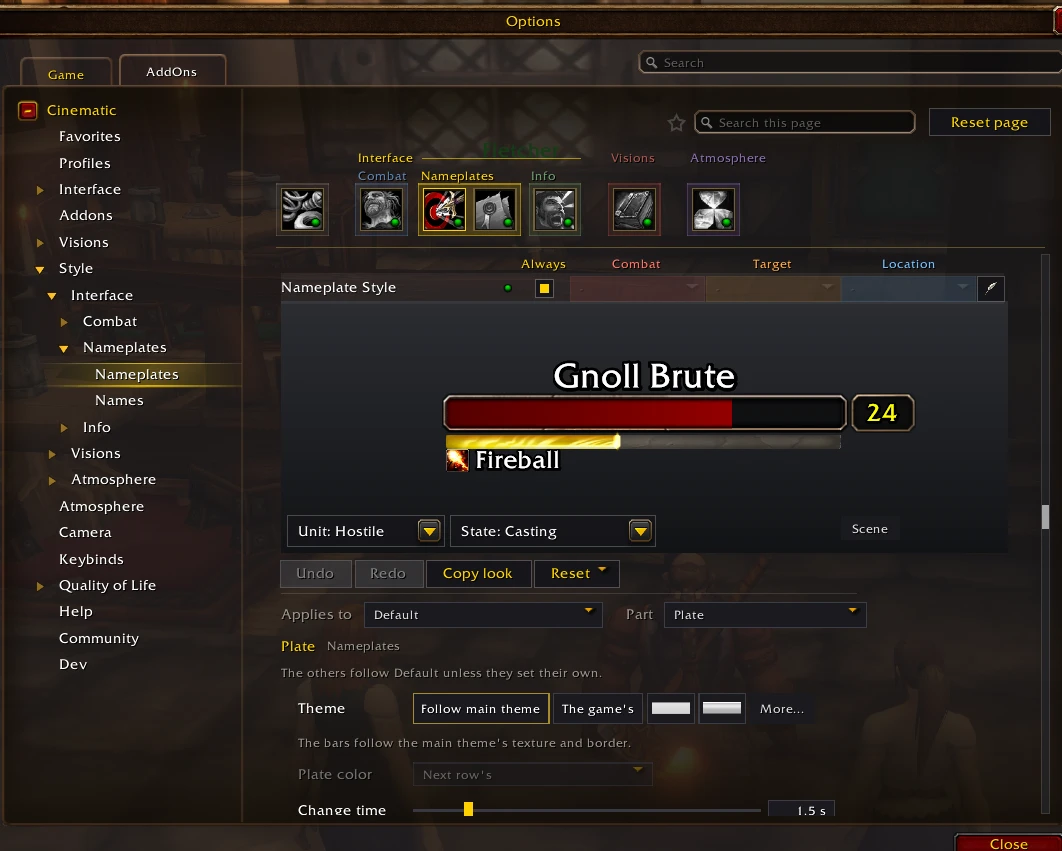 Options
Game
AddOns
Search
Cinematic
Favorites
Profiles
Interface
Addons
Visions
Style
Interface
Combat
Nameplates
Nameplates
Names
Info
Visions
Atmosphere
Atmosphere
Camera
Keybinds
Quality of Life
Help
Community
Dev
Search this page
Reset page
Interface
Visions
Atmosphere
Combat
Nameplates
Info
Always
Combat
Target
Location
Nameplate Style
Gnoll Brute
24
Fireball
Unit: Hostile
State: Casting
Scene
Undo
Redo
Copy look
Reset
Applies to
Default
Part
Plate
Plate
Nameplates
The others follow Default unless they set their own.
Theme
Follow main theme
The game's
More...
The bars follow the main theme's texture and border.
Plate color
Next row's
Change time
1.5 s
Close